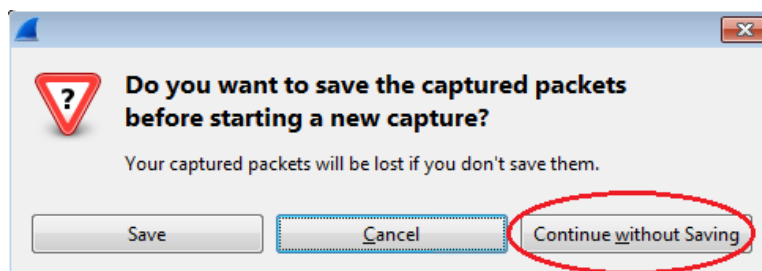 ?
Do you want to save the captured packets
before starting a new capture?
Your captured packets will be lost if you don't save them.
Save
Cancel
Continue without Saving